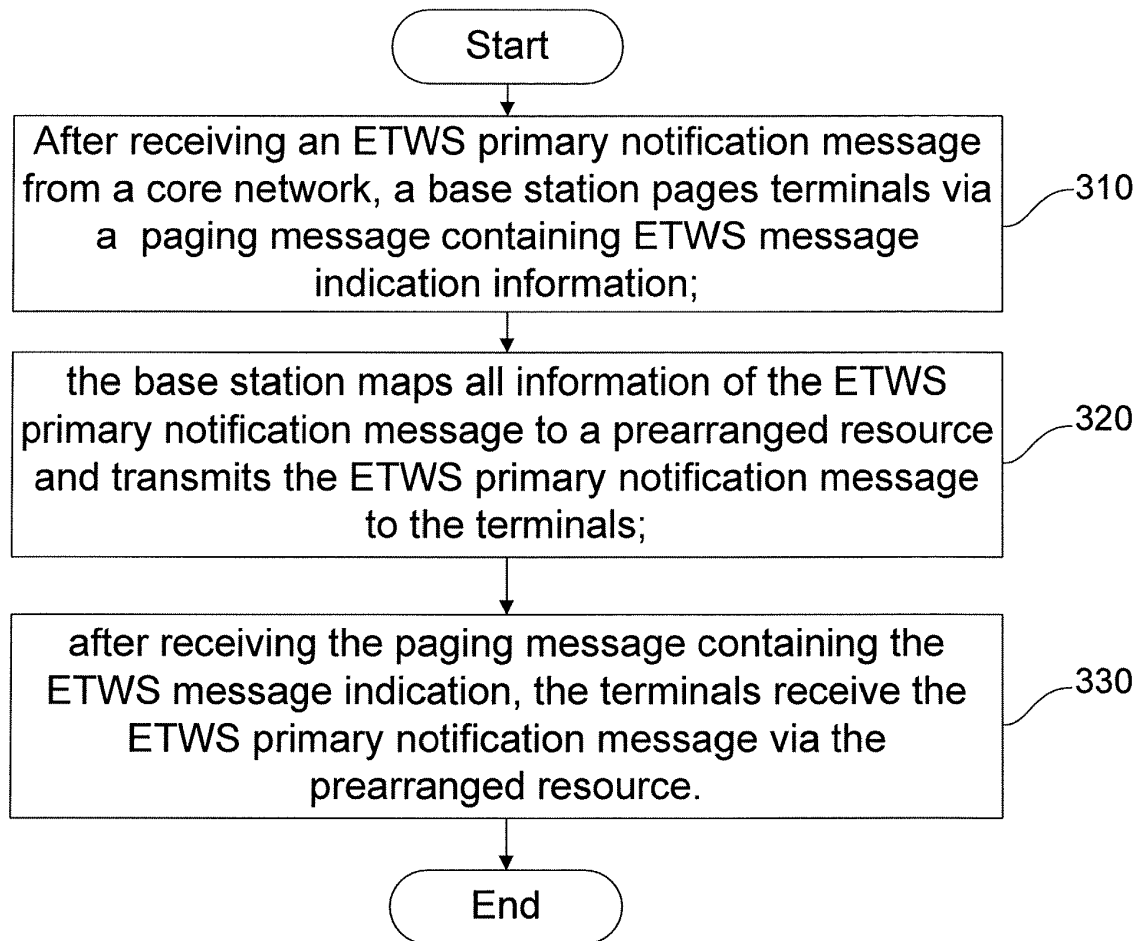 Start
After receiving an ETWS primary notification message
from a core network, a base station pages terminals via
a paging message containing ETWS message
indication information;
310
the base station maps all information of the ETWS
primary notification message to a prearranged resource
and transmits the ETWS primary notification message
to the terminals;
320
after receiving the paging message containing the
ETWS message indication, the terminals receive the
ETWS primary notification message via the
prearranged resource.
330
End